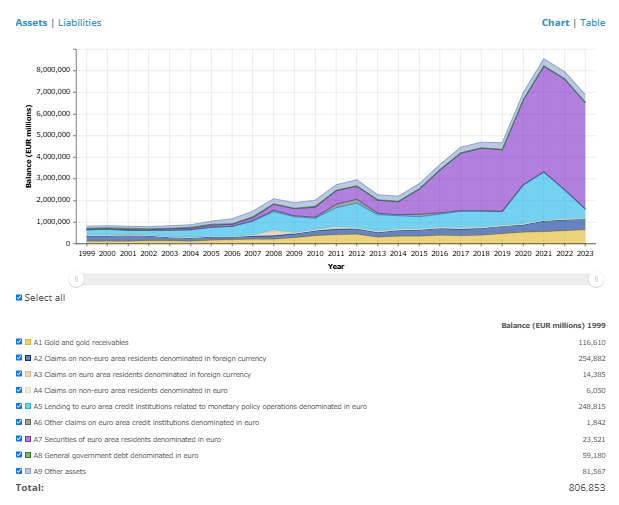 Assets | Liabilities
Chart | Table
Balance (EUR millions)
8,000,000
7,000,000
6,000,000
5,000,000
4,000,000
3,000,000
2,000,000
1,000,000
0
1999 2000 2001 2002 2003 2004 2005 2006 2007 2008 2009 2010 2011 2012 2013 2014 2015 2016 2017 2018 2019 2020 2021 2022 2023
Year
Select all
Balance (EUR millions) 1999
A1 Gold and gold receivables 116,610
A2 Claims on non-euro area residents denominated in foreign currency 254,882
A3 Claims on euro area residents denominated in foreign currency 14,385
A4 Claims on non-euro area residents denominated in euro 6,050
A5 Lending to euro area credit institutions related to monetary policy operations denominated in euro 248,815
A6 Other claims on euro area credit institutions denominated in euro 1,842
A7 Securities of euro area residents denominated in euro 23,521
A8 General government debt denominated in euro 59,180
A9 Other assets 81,567
Total: 806,853